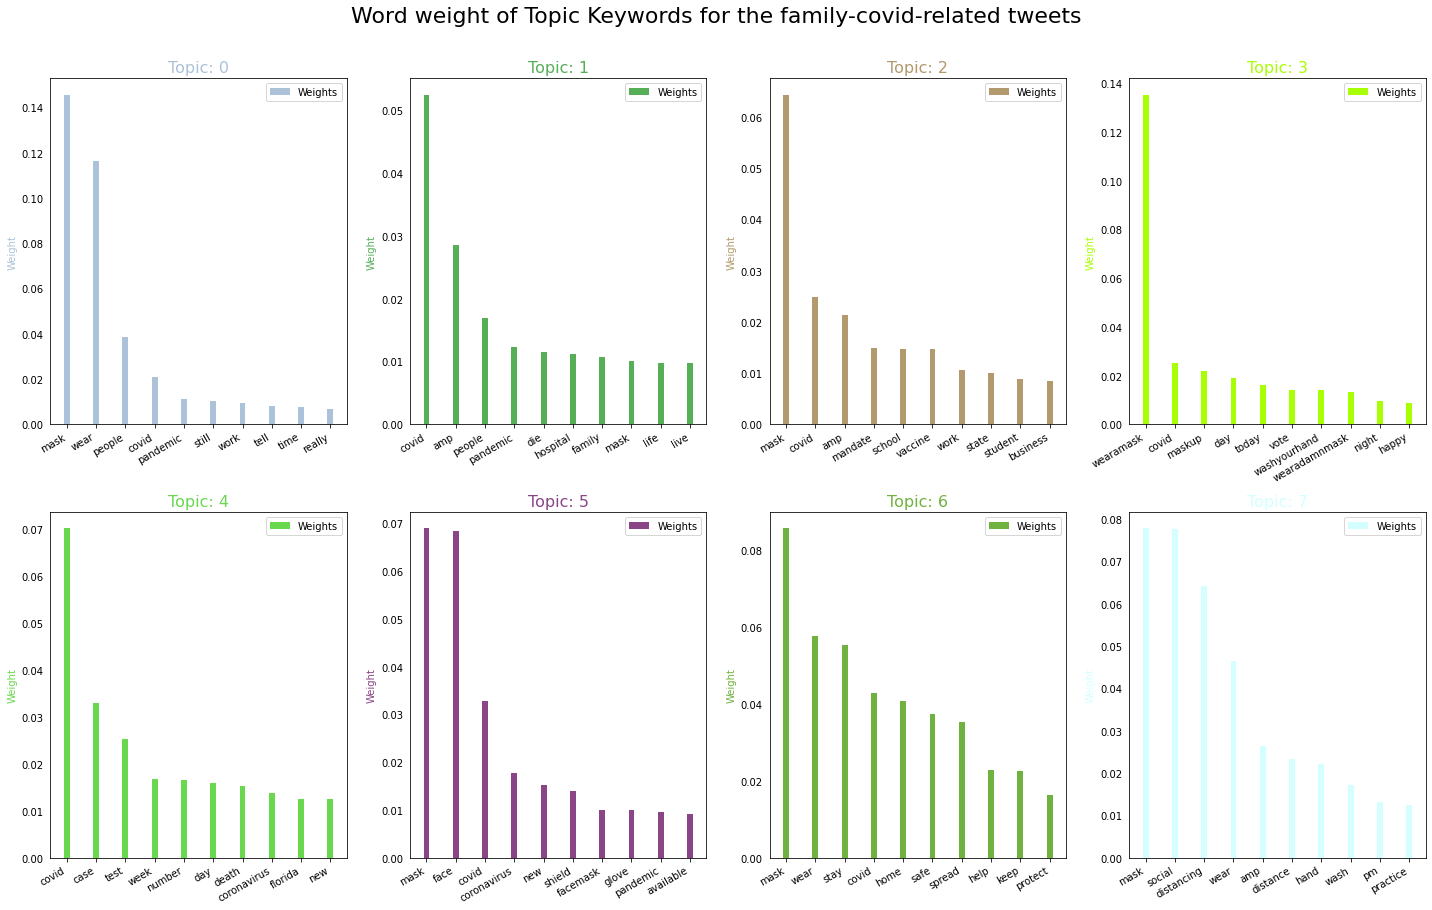 Word weight of Topic Keywords for the family-covid-related tweets
Topic: 0
Weights
Weight
0.14
0.12
0.10
0.08
0.06
0.04
0.02
0.00
mask wear people covid pandemic still work tell time really
Topic: 1
Weights
Weight
0.05
0.04
0.03
0.02
0.01
0.00
covid amp people pandemic die hospital family mask life live
Topic: 2
Weights
Weight
0.06
0.05
0.04
0.03
0.02
0.01
0.00
mask covid amp mandate school vaccine work state student business
Topic: 3
Weights
Weight
0.14
0.12
0.10
0.08
0.06
0.04
0.02
0.00
wearamask covid maskup day today vote washyourhand wearadamnmask night happy
Topic: 4
Weights
Weight
0.07
0.06
0.05
0.04
0.03
0.02
0.01
0.00
covid case test week number day death coronavirus florida new
Topic: 5
Weights
Weight
0.07
0.06
0.05
0.04
0.03
0.02
0.01
0.00
mask face covid coronavirus new shield facemask glove pandemic available
Topic: 6
Weights
Weight
0.08
0.06
0.04
0.02
0.00
mask wear stay covid home safe spread help keep protect
Topic: 7
Weights
Weight
0.08
0.07
0.06
0.05
0.04
0.03
0.02
0.01
0.00
mask social distancing wear amp distance hand wash pm practice